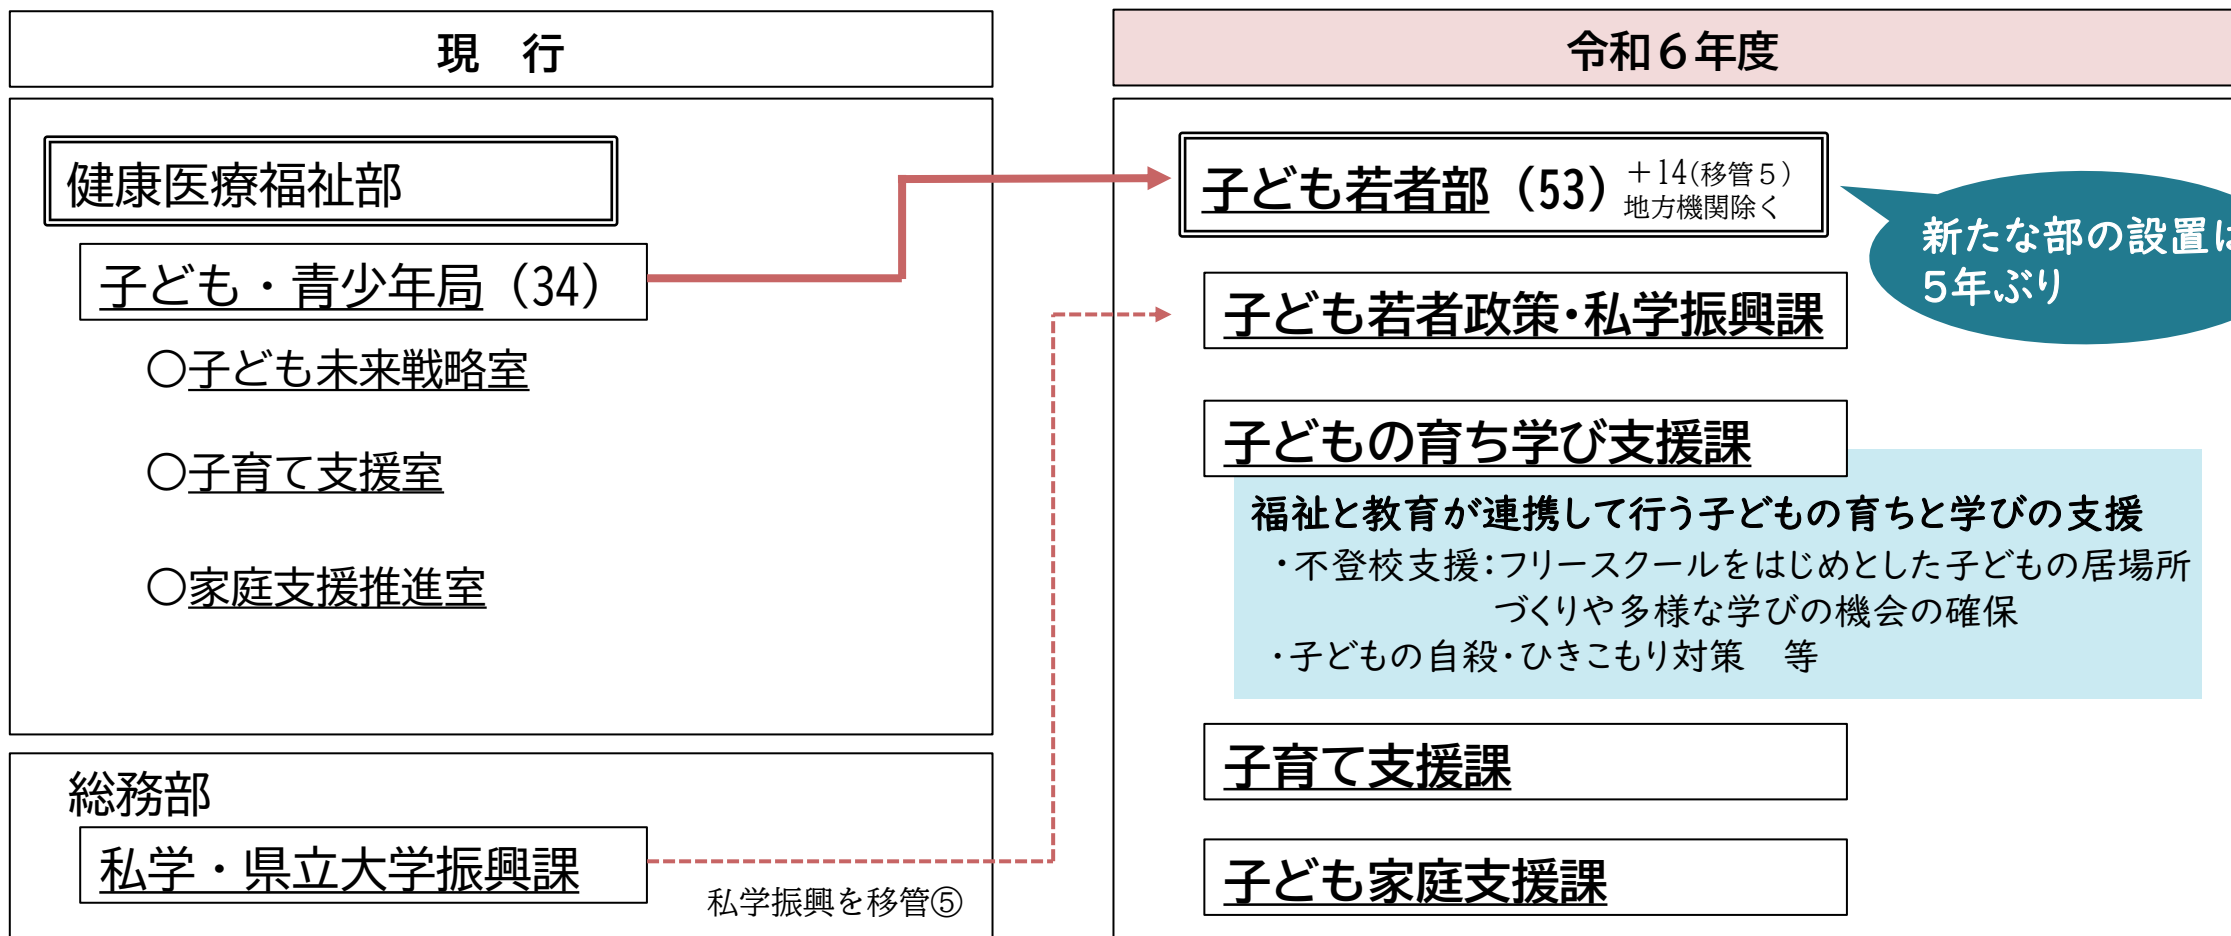 現　行
健康医療福祉部
子ども・青少年局（34）
〇子ども未来戦略室
〇子育て支援室
〇家庭支援推進室
総務部
私学・県立大学振興課
私学振興を移管⑤
令和６年度
子ども若者部（53）
＋14(移管５)
地方機関除く
新たな部の設置は
5年ぶり
子ども若者政策・私学振興課
子どもの育ち学び支援課
福祉と教育が連携して行う子どもの育ちと学びの支援
・不登校支援：フリースクールをはじめとした子どもの居場所
づくりや多様な学びの機会の確保
・子どもの自殺・ひきこもり対策　等
子育て支援課
子ども家庭支援課